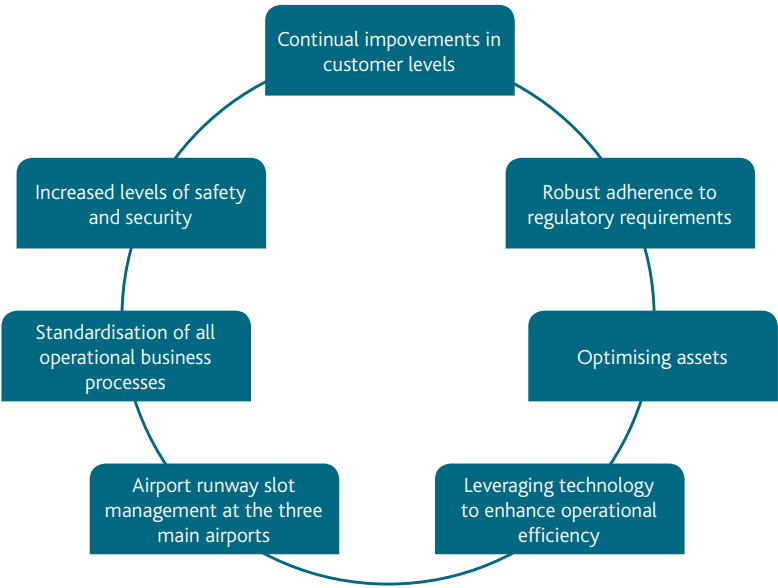 Continual impovements in
customer levels
Increased levels of safety
and security
Robust adherence to
regulatory requirements
Standardisation of all
operational business
processes
Optimising assets
Airport runway slot
management at the three
main airports
Leveraging technology
to enhance operational
efficiency